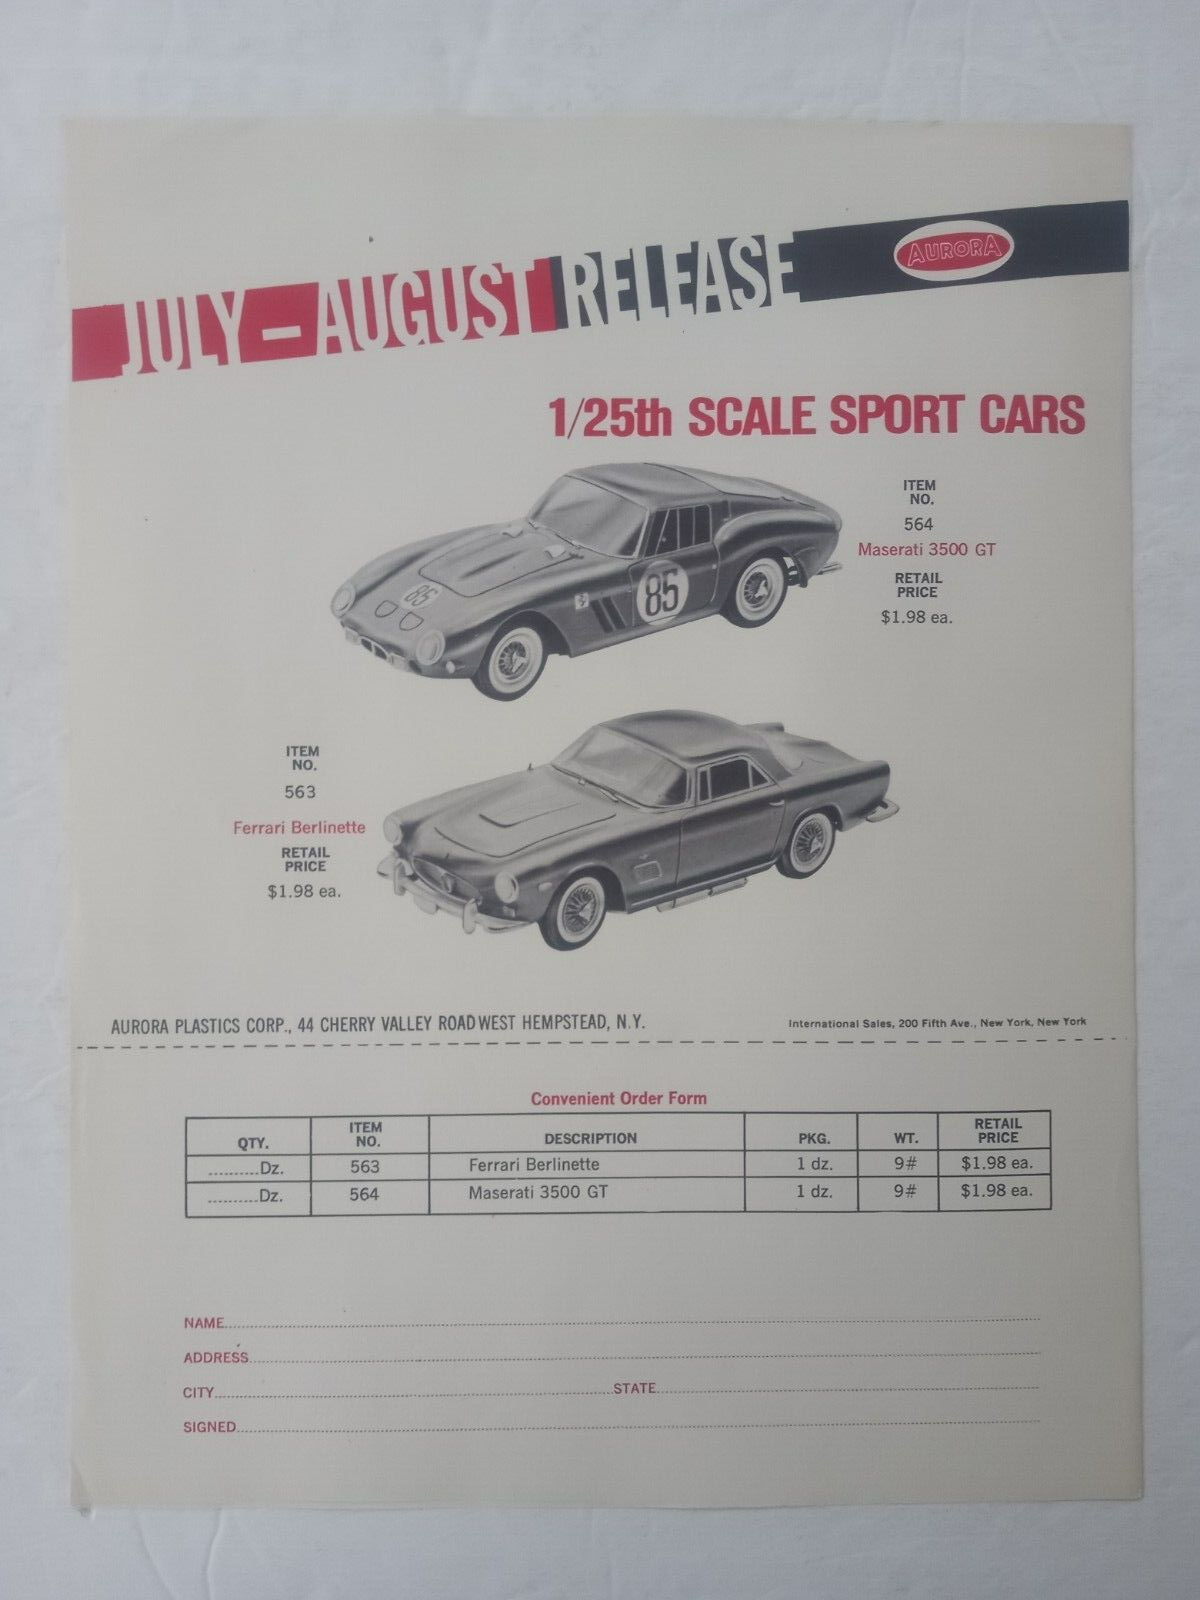 JULY—AUGUST RELEASE
AURORA
1/25th SCALE SPORT CARS
ITEM
NO.
564
Maserati 3500 GT
RETAIL
PRICE
$1.98 ea.
85
85
ITEM
NO.
563
Ferrari Berlinette
RETAIL
PRICE
$1.98 ea.
AURORA PLASTICS CORP., 44 CHERRY VALLEY ROAD WEST HEMPSTEAD, N.Y.
International Sales, 200 Fifth Ave., New York, New York
Convenient Order Form
QTY. ITEM NO. DESCRIPTION PKG. WT. RETAIL PRICE
..........Dz. 563 Ferrari Berlinette 1 dz. 9# $1.98 ea.
..........Dz. 564 Maserati 3500 GT 1 dz. 9# $1.98 ea.
NAME
ADDRESS
CITY STATE
SIGNED